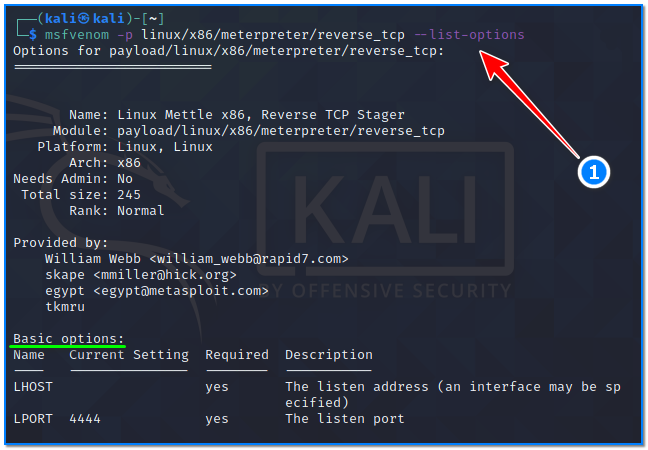 (kali㉿kali)-[~]
$ msfvenom -p linux/x86/meterpreter/reverse_tcp --list-options
Options for payload/linux/x86/meterpreter/reverse_tcp:
=========================
Name: Linux Mettle x86, Reverse TCP Stager
Module: payload/linux/x86/meterpreter/reverse_tcp
Platform: Linux, Linux
Arch: x86
Needs Admin: No
Total size: 245
Rank: Normal
Provided by:
William Webb <william_webb@rapid7.com>
skape <mmiller@hick.org>
egypt <egypt@metasploit.com>
tkmru
Basic options:
Name Current Setting Required Description
---- --------------- -------- -----------
LHOST yes The listen address (an interface may be sp
ecified)
LPORT 4444 yes The listen port
1
KALI
BY OFFENSIVE SECURITY